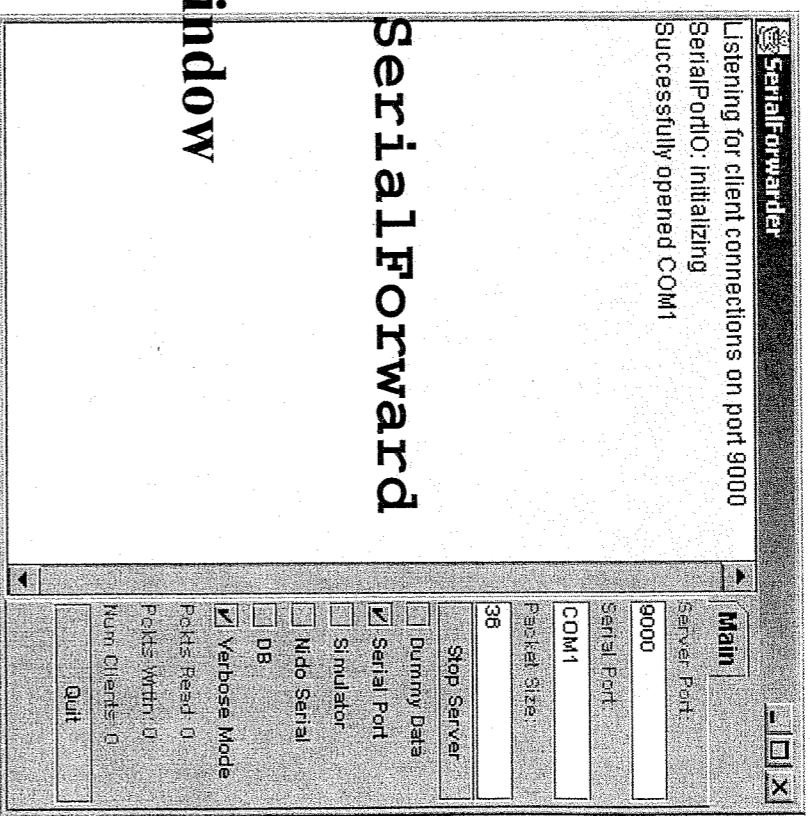 SerialForwarder
Listening for client connections on port 9000
SerialPortIO: initializing
Successfully opened COM1
Main
Server Port:
9000
Serial Port:
COM1
Packet Size:
36
Stop Server
Dummy Data
Serial Port
Simulator
Nido Serial
DB
Verbose Mode
Pckts Read: 0
Pckts Wrttn: 0
Num Clients: 0
Quit
SerialForward
indow